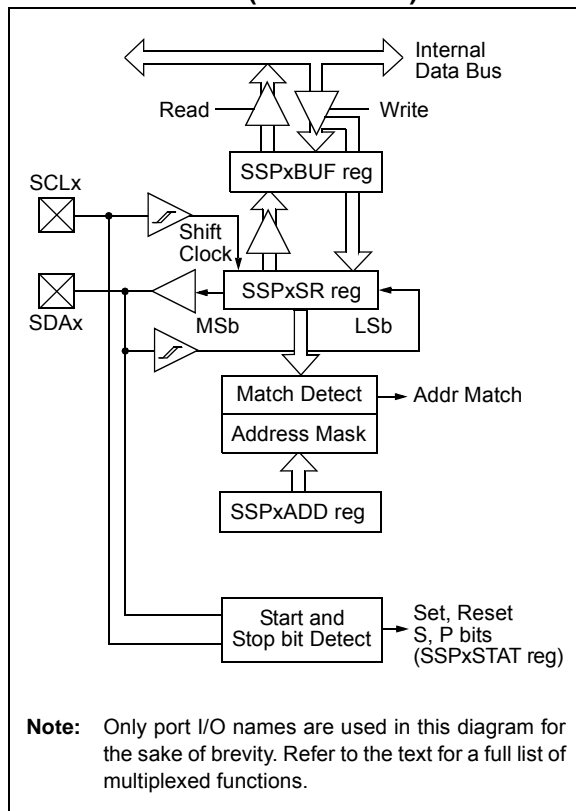 Internal
Data Bus
Read
Write
SSPxBUF reg
SCLx
Shift
Clock
SSPxSR reg
SDAx
MSb
LSb
Match Detect
Addr Match
Address Mask
SSPxADD reg
Start and
Stop bit Detect
Set, Reset
S, P bits
(SSPxSTAT reg)
Note: Only port I/O names are used in this diagram for
the sake of brevity. Refer to the text for a full list of
multiplexed functions.